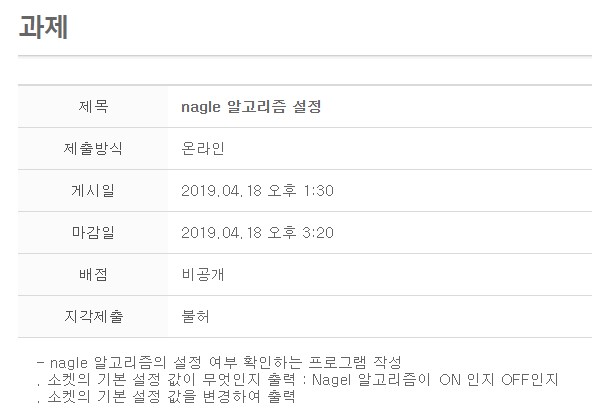 과제
제목 nagle 알고리즘 설정
제출방식 온라인
게시일 2019.04.18 오후 1:30
마감일 2019.04.18 오후 3:20
배점 비공개
지각제출 불허
- nagle 알고리즘의 설정 여부 확인하는 프로그램 작성
. 소켓의 기본 설정 값이 무엇인지 출력 : Nagel 알고리즘이 ON 인지 OFF인지
. 소켓의 기본 설정 값을 변경하여 출력